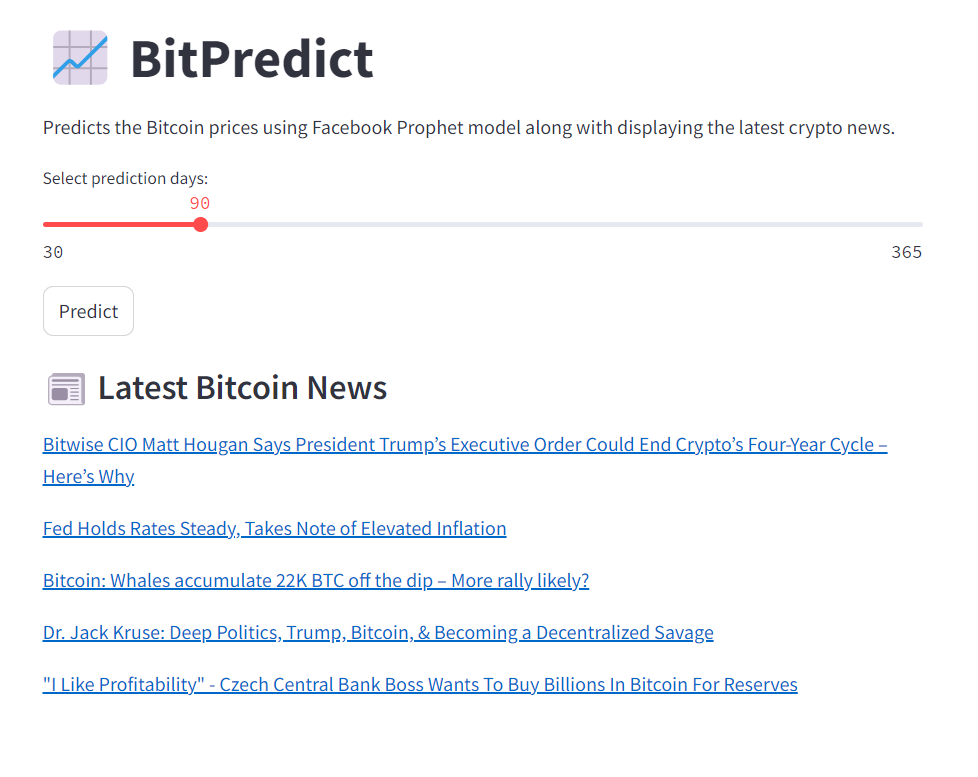 BitPredict
Predicts the Bitcoin prices using Facebook Prophet model along with displaying the latest crypto news.
Select prediction days:
90
30 365
Predict
Latest Bitcoin News
Bitwise CIO Matt Hougan Says President Trump’s Executive Order Could End Crypto’s Four-Year Cycle –
Here’s Why
Fed Holds Rates Steady, Takes Note of Elevated Inflation
Bitcoin: Whales accumulate 22K BTC off the dip – More rally likely?
Dr. Jack Kruse: Deep Politics, Trump, Bitcoin, & Becoming a Decentralized Savage
"I Like Profitability" - Czech Central Bank Boss Wants To Buy Billions In Bitcoin For Reserves